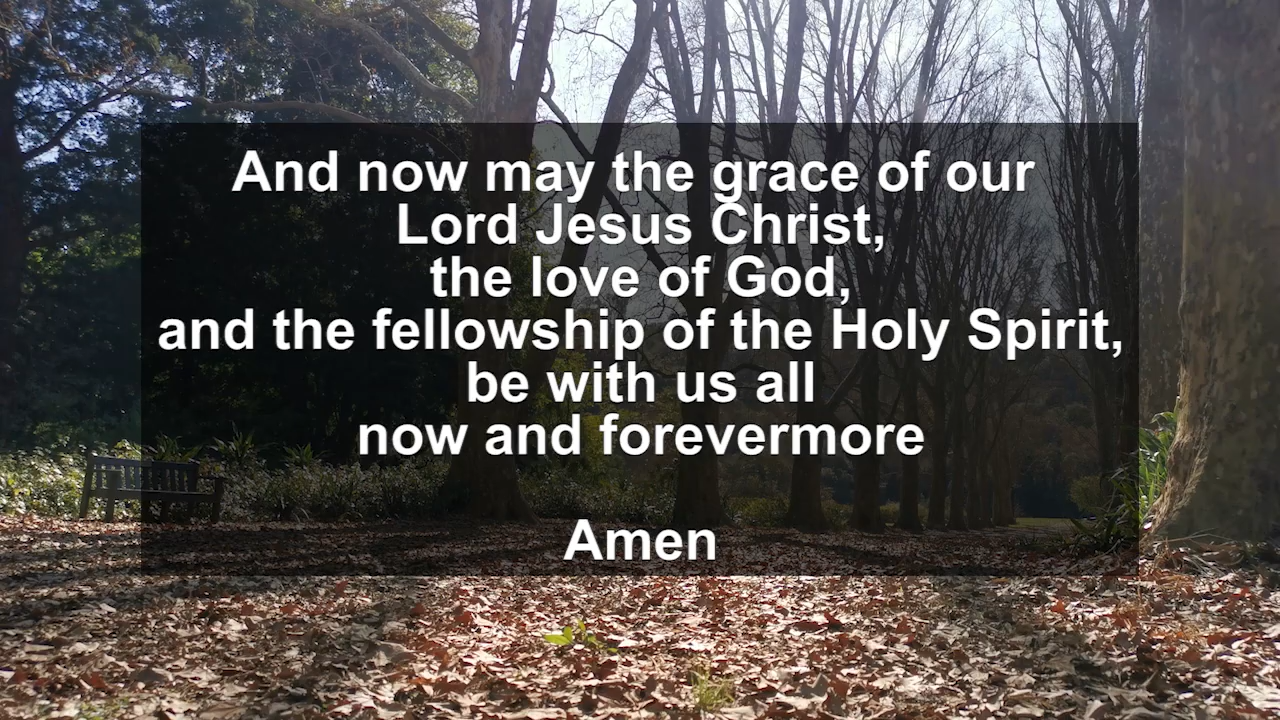 And now may the grace of our
Lord Jesus Christ,
the love of God,
and the fellowship of the Holy Spirit,
be with us all
now and forevermore
Amen